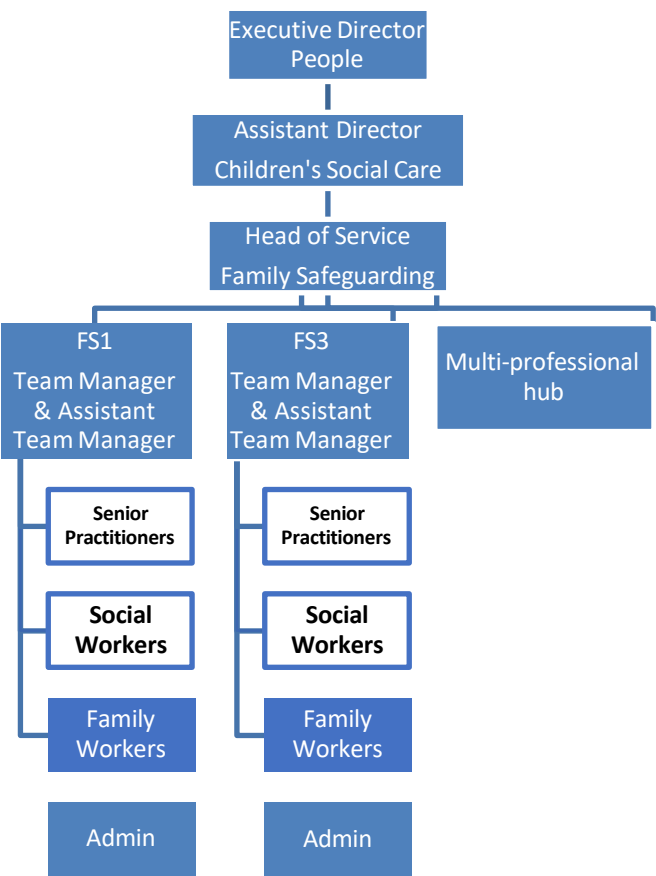 Executive Director
People
Assistant Director
Children's Social Care
Head of Service
Family Safeguarding
FS1
Team Manager
& Assistant
Team Manager
FS3
Team Manager
& Assistant
Team Manager
Multi-professional
hub
Senior
Practitioners
Senior
Practitioners
Social
Workers
Social
Workers
Family
Workers
Family
Workers
Admin
Admin